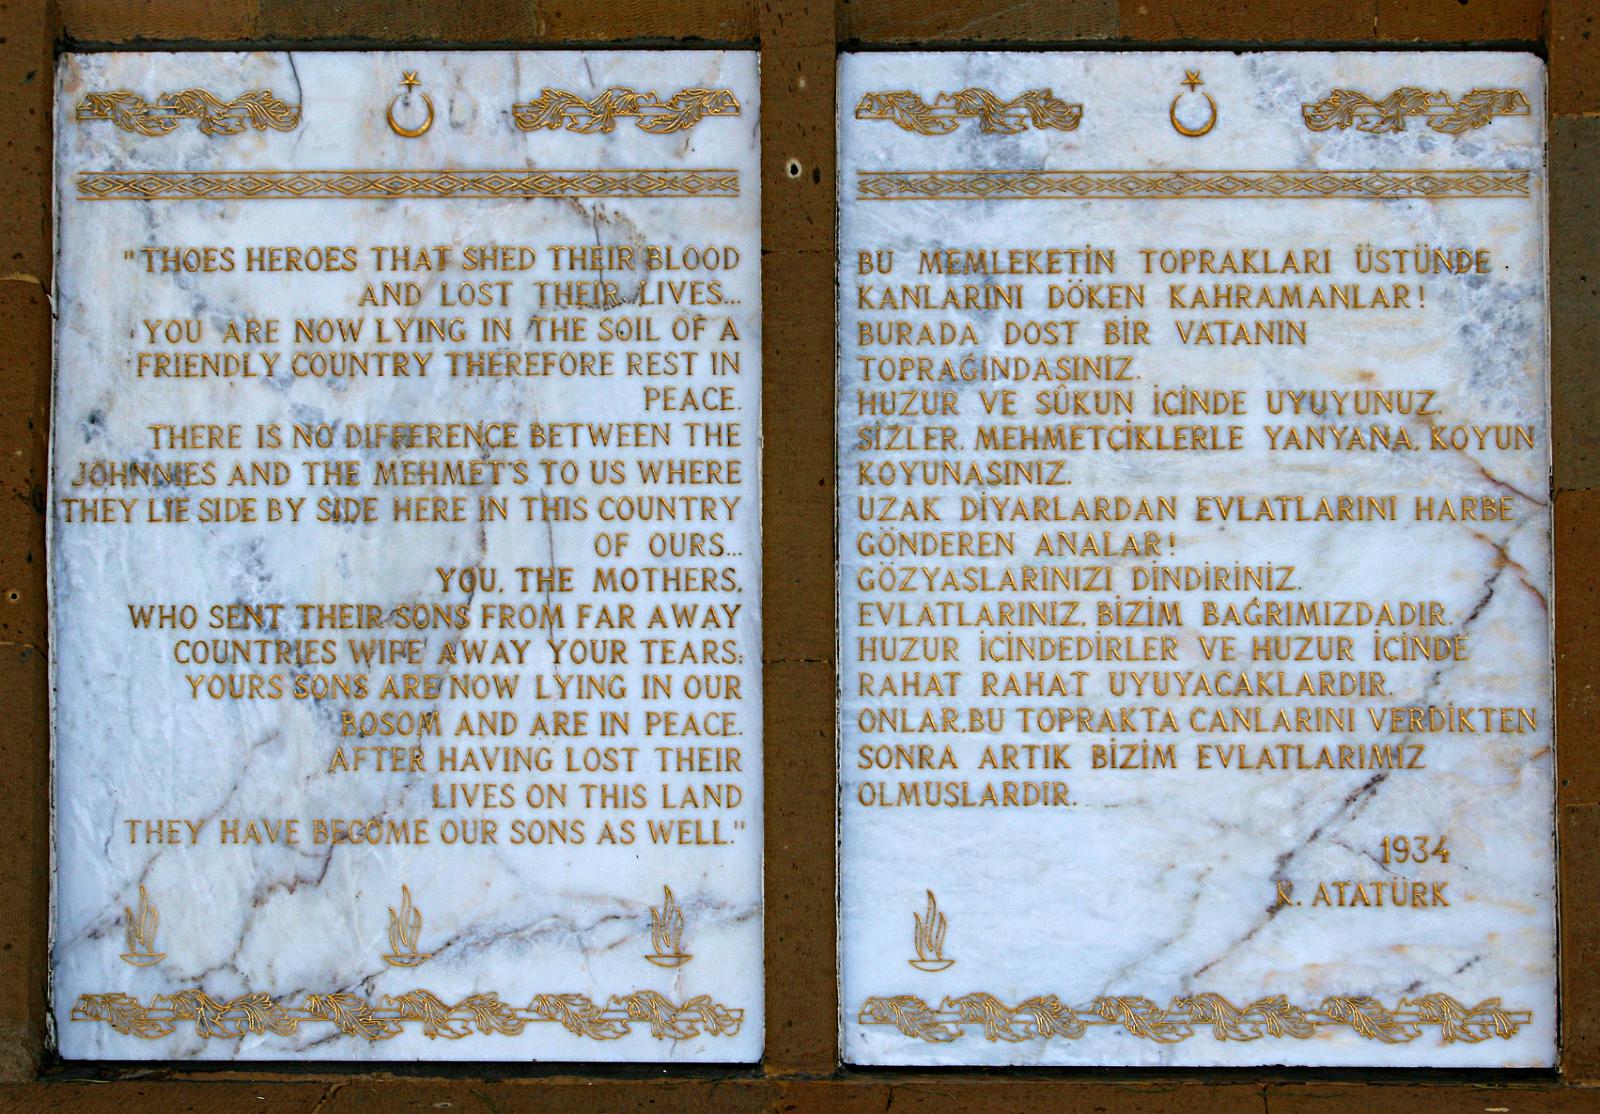 "THOES HEROES THAT SHED THEIR BLOOD
AND LOST THEIR LIVES...
YOU ARE NOW LYING IN THE SOIL OF A
FRIENDLY COUNTRY THEREFORE REST IN
PEACE.
THERE IS NO DIFFERENCE BETWEEN THE
JOHNNIES AND THE MEHMET'S TO US WHERE
THEY LIE SIDE BY SIDE HERE IN THIS COUNTRY
OF OURS...
YOU, THE MOTHERS,
WHO SENT THEIR SONS FROM FAR AWAY
COUNTRIES WIPE AWAY YOUR TEARS;
YOURS SONS ARE NOW LYING IN OUR
BOSOM AND ARE IN PEACE.
AFTER HAVING LOST THEIR
LIVES ON THIS LAND
THEY HAVE BECOME OUR SONS AS WELL."
BU MEMLEKETİN TOPRAKLARI ÜSTÜNDE
KANLARINI DÖKEN KAHRAMANLAR!
BURADA DOST BİR VATANIN
TOPRAĞINDASINIZ.
HUZUR VE SÛKUN İÇİNDE UYUYUNUZ.
SİZLER, MEHMETÇİKLERLE YANYANA, KOYUN
KOYUNASINIZ.
UZAK DİYARLARDAN EVLATLARINI HARBE
GÖNDEREN ANALAR!
GÖZYAŞLARINIZI DİNDİRİNİZ.
EVLATLARINIZ, BİZİM BAĞRIMIZDADIR.
HUZUR İÇİNDEDİRLER VE HUZUR İÇİNDE
RAHAT RAHAT UYUYACAKLARDIR.
ONLAR,BU TOPRAKTA CANLARINI VERDİKTEN
SONRA ARTIK BİZİM EVLATLARIMIZ
OLMUŞLARDIR.
1934
K. ATATÜRK